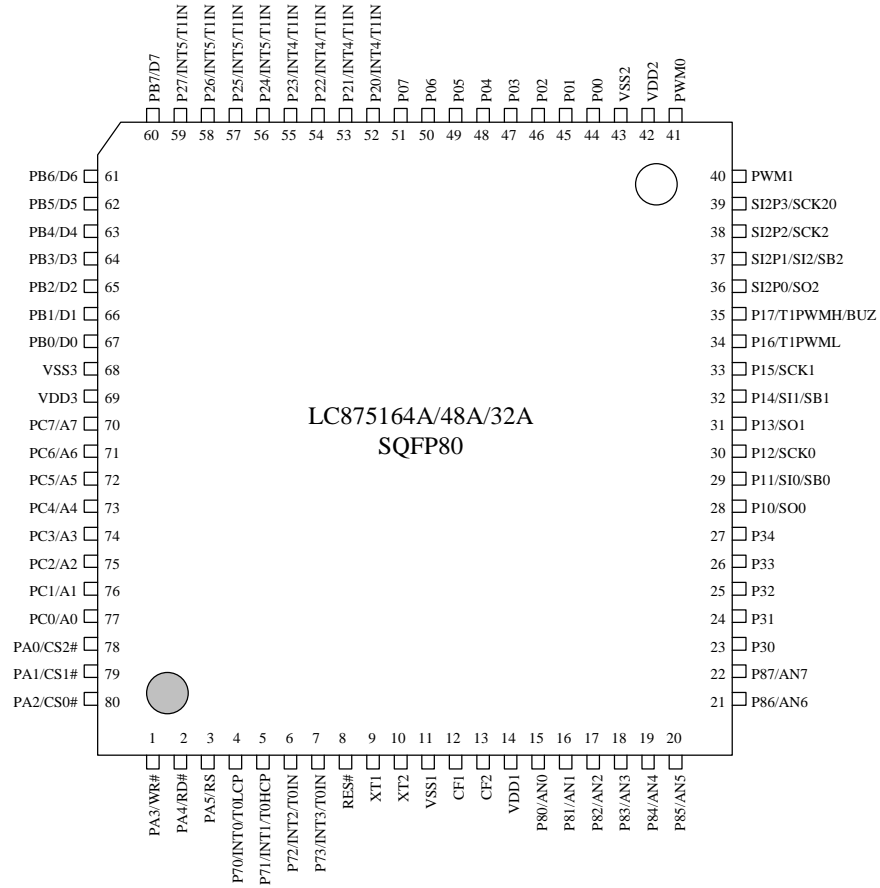 PB7/D7
P27/INT5/T1IN
P26/INT5/T1IN
P25/INT5/T1IN
P24/INT5/T1IN
P23/INT4/T1IN
P22/INT4/T1IN
P21/INT4/T1IN
P20/INT4/T1IN
P07
P06
P05
P04
P03
P02
P01
P00
VSS2
VDD2
PWM0
60 59 58 57 56 55 54 53 52 51 50 49 48 47 46 45 44 43 42 41
PB6/D6 61
PB5/D5 62
PB4/D4 63
PB3/D3 64
PB2/D2 65
PB1/D1 66
PB0/D0 67
VSS3 68
VDD3 69
PC7/A7 70
PC6/A6 71
PC5/A5 72
PC4/A4 73
PC3/A3 74
PC2/A2 75
PC1/A1 76
PC0/A0 77
PA0/CS2# 78
PA1/CS1# 79
PA2/CS0# 80
LC875164A/48A/32A
SQFP80
40 PWM1
39 SI2P3/SCK20
38 SI2P2/SCK2
37 SI2P1/SI2/SB2
36 SI2P0/SO2
35 P17/T1PWMH/BUZ
34 P16/T1PWML
33 P15/SCK1
32 P14/SI1/SB1
31 P13/SO1
30 P12/SCK0
29 P11/SI0/SB0
28 P10/SO0
27 P34
26 P33
25 P32
24 P31
23 P30
22 P87/AN7
21 P86/AN6
1 2 3 4 5 6 7 8 9 10 11 12 13 14 15 16 17 18 19 20
PA3/WR#
PA4/RD#
PA5/RS
P70/INT0/T0LCP
P71/INT1/T0HCP
P72/INT2/T0IN
P73/INT3/T0IN
RES#
XT1
XT2
VSS1
CF1
CF2
VDD1
P80/AN0
P81/AN1
P82/AN2
P83/AN3
P84/AN4
P85/AN5